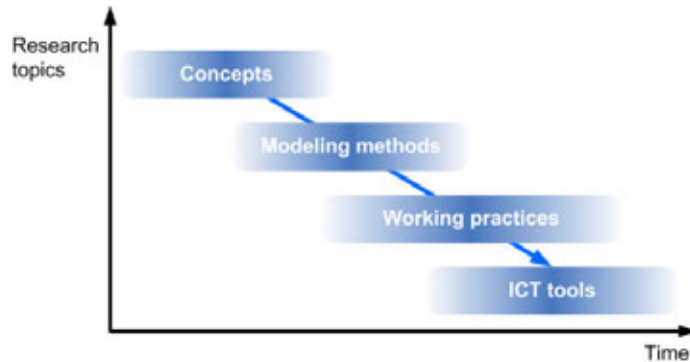 Research
topics
Concepts
Modeling methods
Working practices
ICT tools
Time